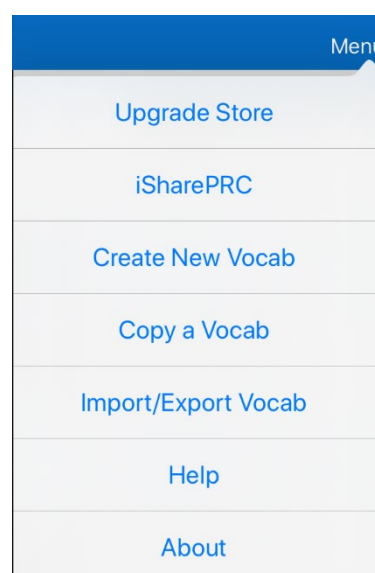 Menu
Upgrade Store
iSharePRC
Create New Vocab
Copy a Vocab
Import/Export Vocab
Help
About